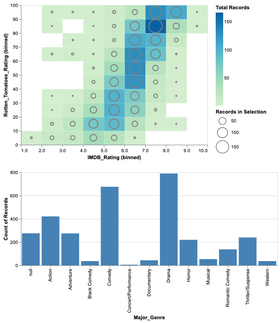 Total Records
150
100
50
Records in Selection
50
100
150
Rotten_Tomatoes_Rating (binned)
100
90
80
70
60
50
40
30
20
10
0
1.0 2.0 3.0 4.0 5.0 6.0 7.0 8.0 9.0 10.0
IMDB_Rating (binned)
Count of Records
800
600
400
200
0
null
Action
Adventure
Black Comedy
Comedy
Concert/Performance
Documentary
Drama
Horror
Musical
Romantic Comedy
Thriller/Suspense
Western
Major_Genre